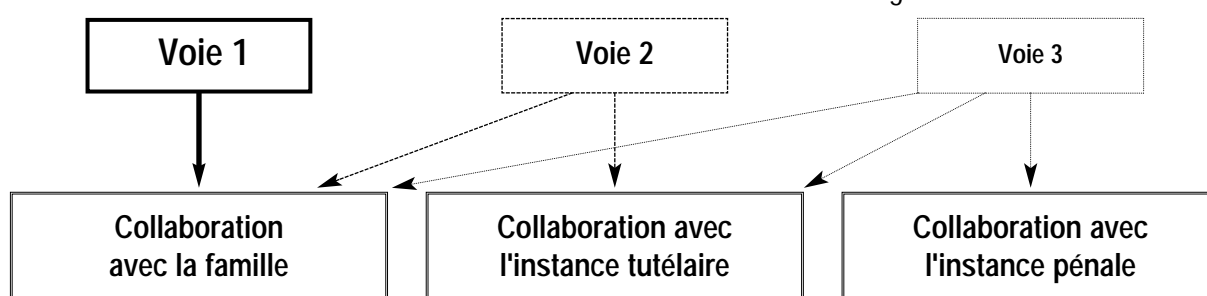 Voie 1
Voie 2
Voie 3
Collaboration
avec la famille
Collaboration avec
l'instance tutélaire
Collaboration avec
l'instance pénale